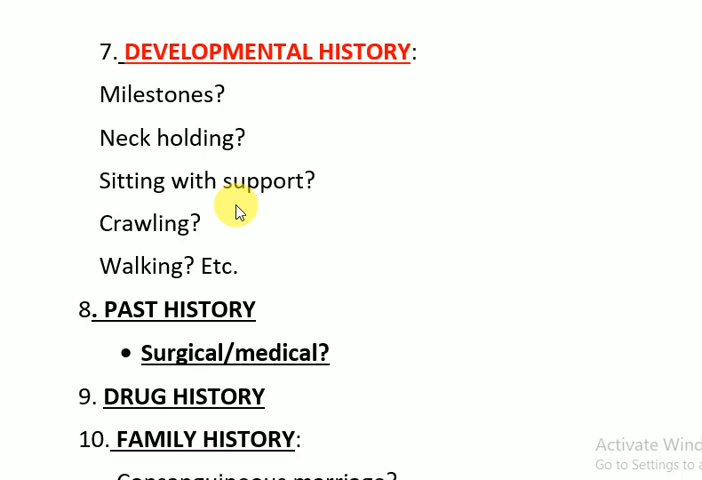 7. DEVELOPMENTAL HISTORY:
Milestones?
Neck holding?
Sitting with support?
Crawling?
Walking? Etc.
8. PAST HISTORY
• Surgical/medical?
9. DRUG HISTORY
10. FAMILY HISTORY:
Consanguineous marriage?
Activate Wind
Go to Settings to a